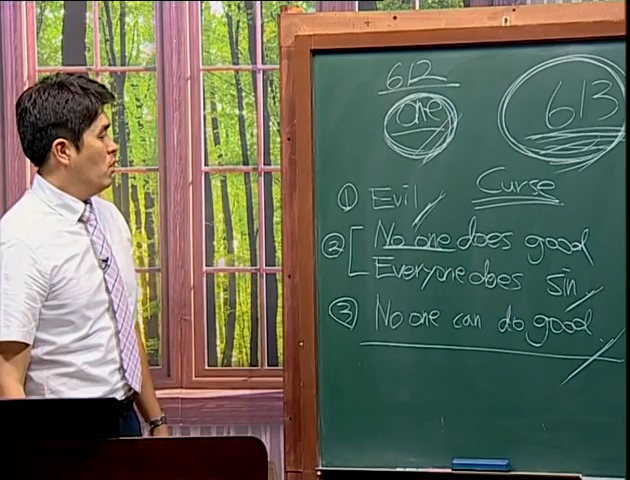 612
one
613
Curse
① Evil
② No one does good
Everyone does sin.
③ No one can do good